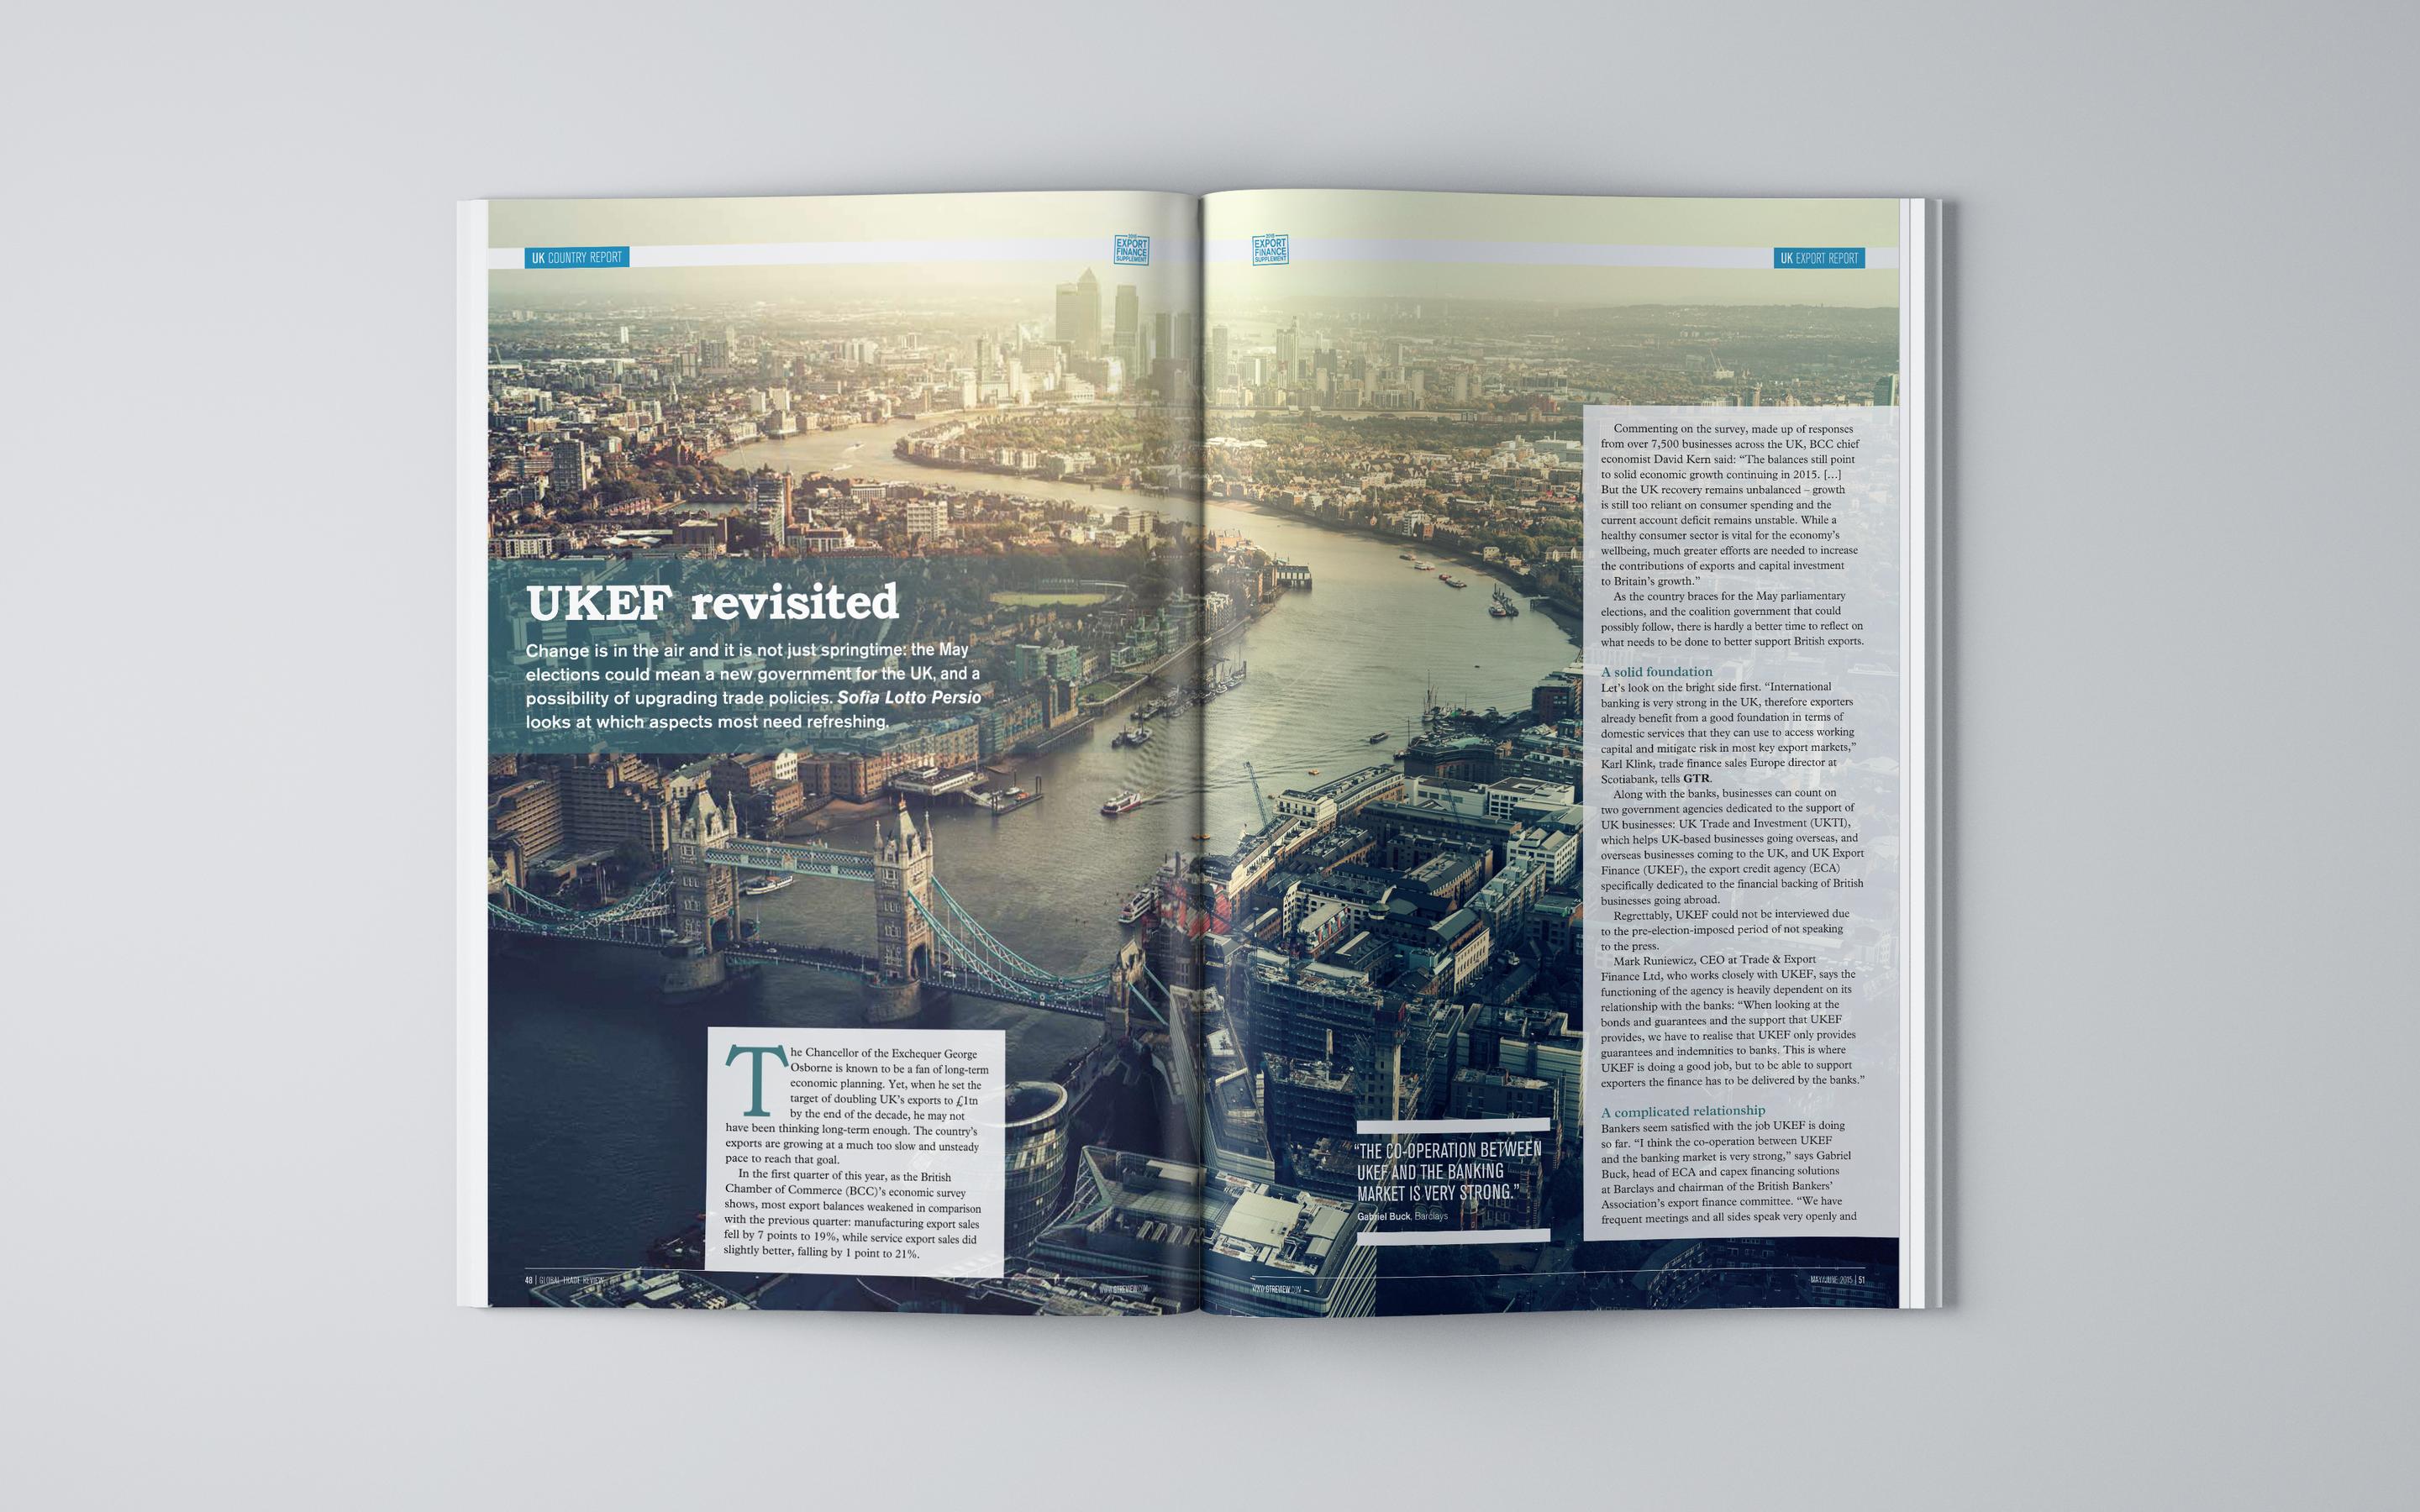 UK COUNTRY REPORT
2015
EXPORT
FINANCE
SUPPLEMENT
UKEF revisited
Change is in the air and it is not just springtime: the May
elections could mean a new government for the UK, and a
possibility of upgrading trade policies. Sofia Lotto Persio
looks at which aspects most need refreshing.
The Chancellor of the Exchequer George
Osborne is known to be a fan of long-term
economic planning. Yet, when he set the
target of doubling UK's exports to £1tn
by the end of the decade, he may not
have been thinking long-term enough. The country's
exports are growing at a much too slow and unsteady
pace to reach that goal.
In the first quarter of this year, as the British
Chamber of Commerce (BCC)'s economic survey
shows, most export balances weakened in comparison
with the previous quarter: manufacturing export sales
fell by 7 points to 19%, while service export sales did
slightly better, falling by 1 point to 21%.
48 | GLOBAL TRADE REVIEW
WWW.GTREVIEW.COM
2015
EXPORT
FINANCE
SUPPLEMENT
UK EXPORT REPORT
"THE CO-OPERATION BETWEEN
UKEF AND THE BANKING
MARKET IS VERY STRONG."
Gabriel Buck, Barclays
Commenting on the survey, made up of responses
from over 7,500 businesses across the UK, BCC chief
economist David Kern said: "The balances still point
to solid economic growth continuing in 2015. [...]
But the UK recovery remains unbalanced – growth
is still too reliant on consumer spending and the
current account deficit remains unstable. While a
healthy consumer sector is vital for the economy's
wellbeing, much greater efforts are needed to increase
the contributions of exports and capital investment
to Britain's growth."
As the country braces for the May parliamentary
elections, and the coalition government that could
possibly follow, there is hardly a better time to reflect on
what needs to be done to better support British exports.
A solid foundation
Let's look on the bright side first. "International
banking is very strong in the UK, therefore exporters
already benefit from a good foundation in terms of
domestic services that they can use to access working
capital and mitigate risk in most key export markets,"
Karl Klink, trade finance sales Europe director at
Scotiabank, tells GTR.
Along with the banks, businesses can count on
two government agencies dedicated to the support of
UK businesses: UK Trade and Investment (UKTI),
which helps UK-based businesses going overseas, and
overseas businesses coming to the UK, and UK Export
Finance (UKEF), the export credit agency (ECA)
specifically dedicated to the financial backing of British
businesses going abroad.
Regrettably, UKEF could not be interviewed due
to the pre-election-imposed period of not speaking
to the press.
Mark Runiewicz, CEO at Trade & Export
Finance Ltd, who works closely with UKEF, says the
functioning of the agency is heavily dependent on its
relationship with the banks: "When looking at the
bonds and guarantees and the support that UKEF
provides, we have to realise that UKEF only provides
guarantees and indemnities to banks. This is where
UKEF is doing a good job, but to be able to support
exporters the finance has to be delivered by the banks."
A complicated relationship
Bankers seem satisfied with the job UKEF is doing
so far. "I think the co-operation between UKEF
and the banking market is very strong," says Gabriel
Buck, head of ECA and capex financing solutions
at Barclays and chairman of the British Bankers'
Association's export finance committee. "We have
frequent meetings and all sides speak very openly and
WWW.GTREVIEW.COM
MAY/JUNE 2015 | 51